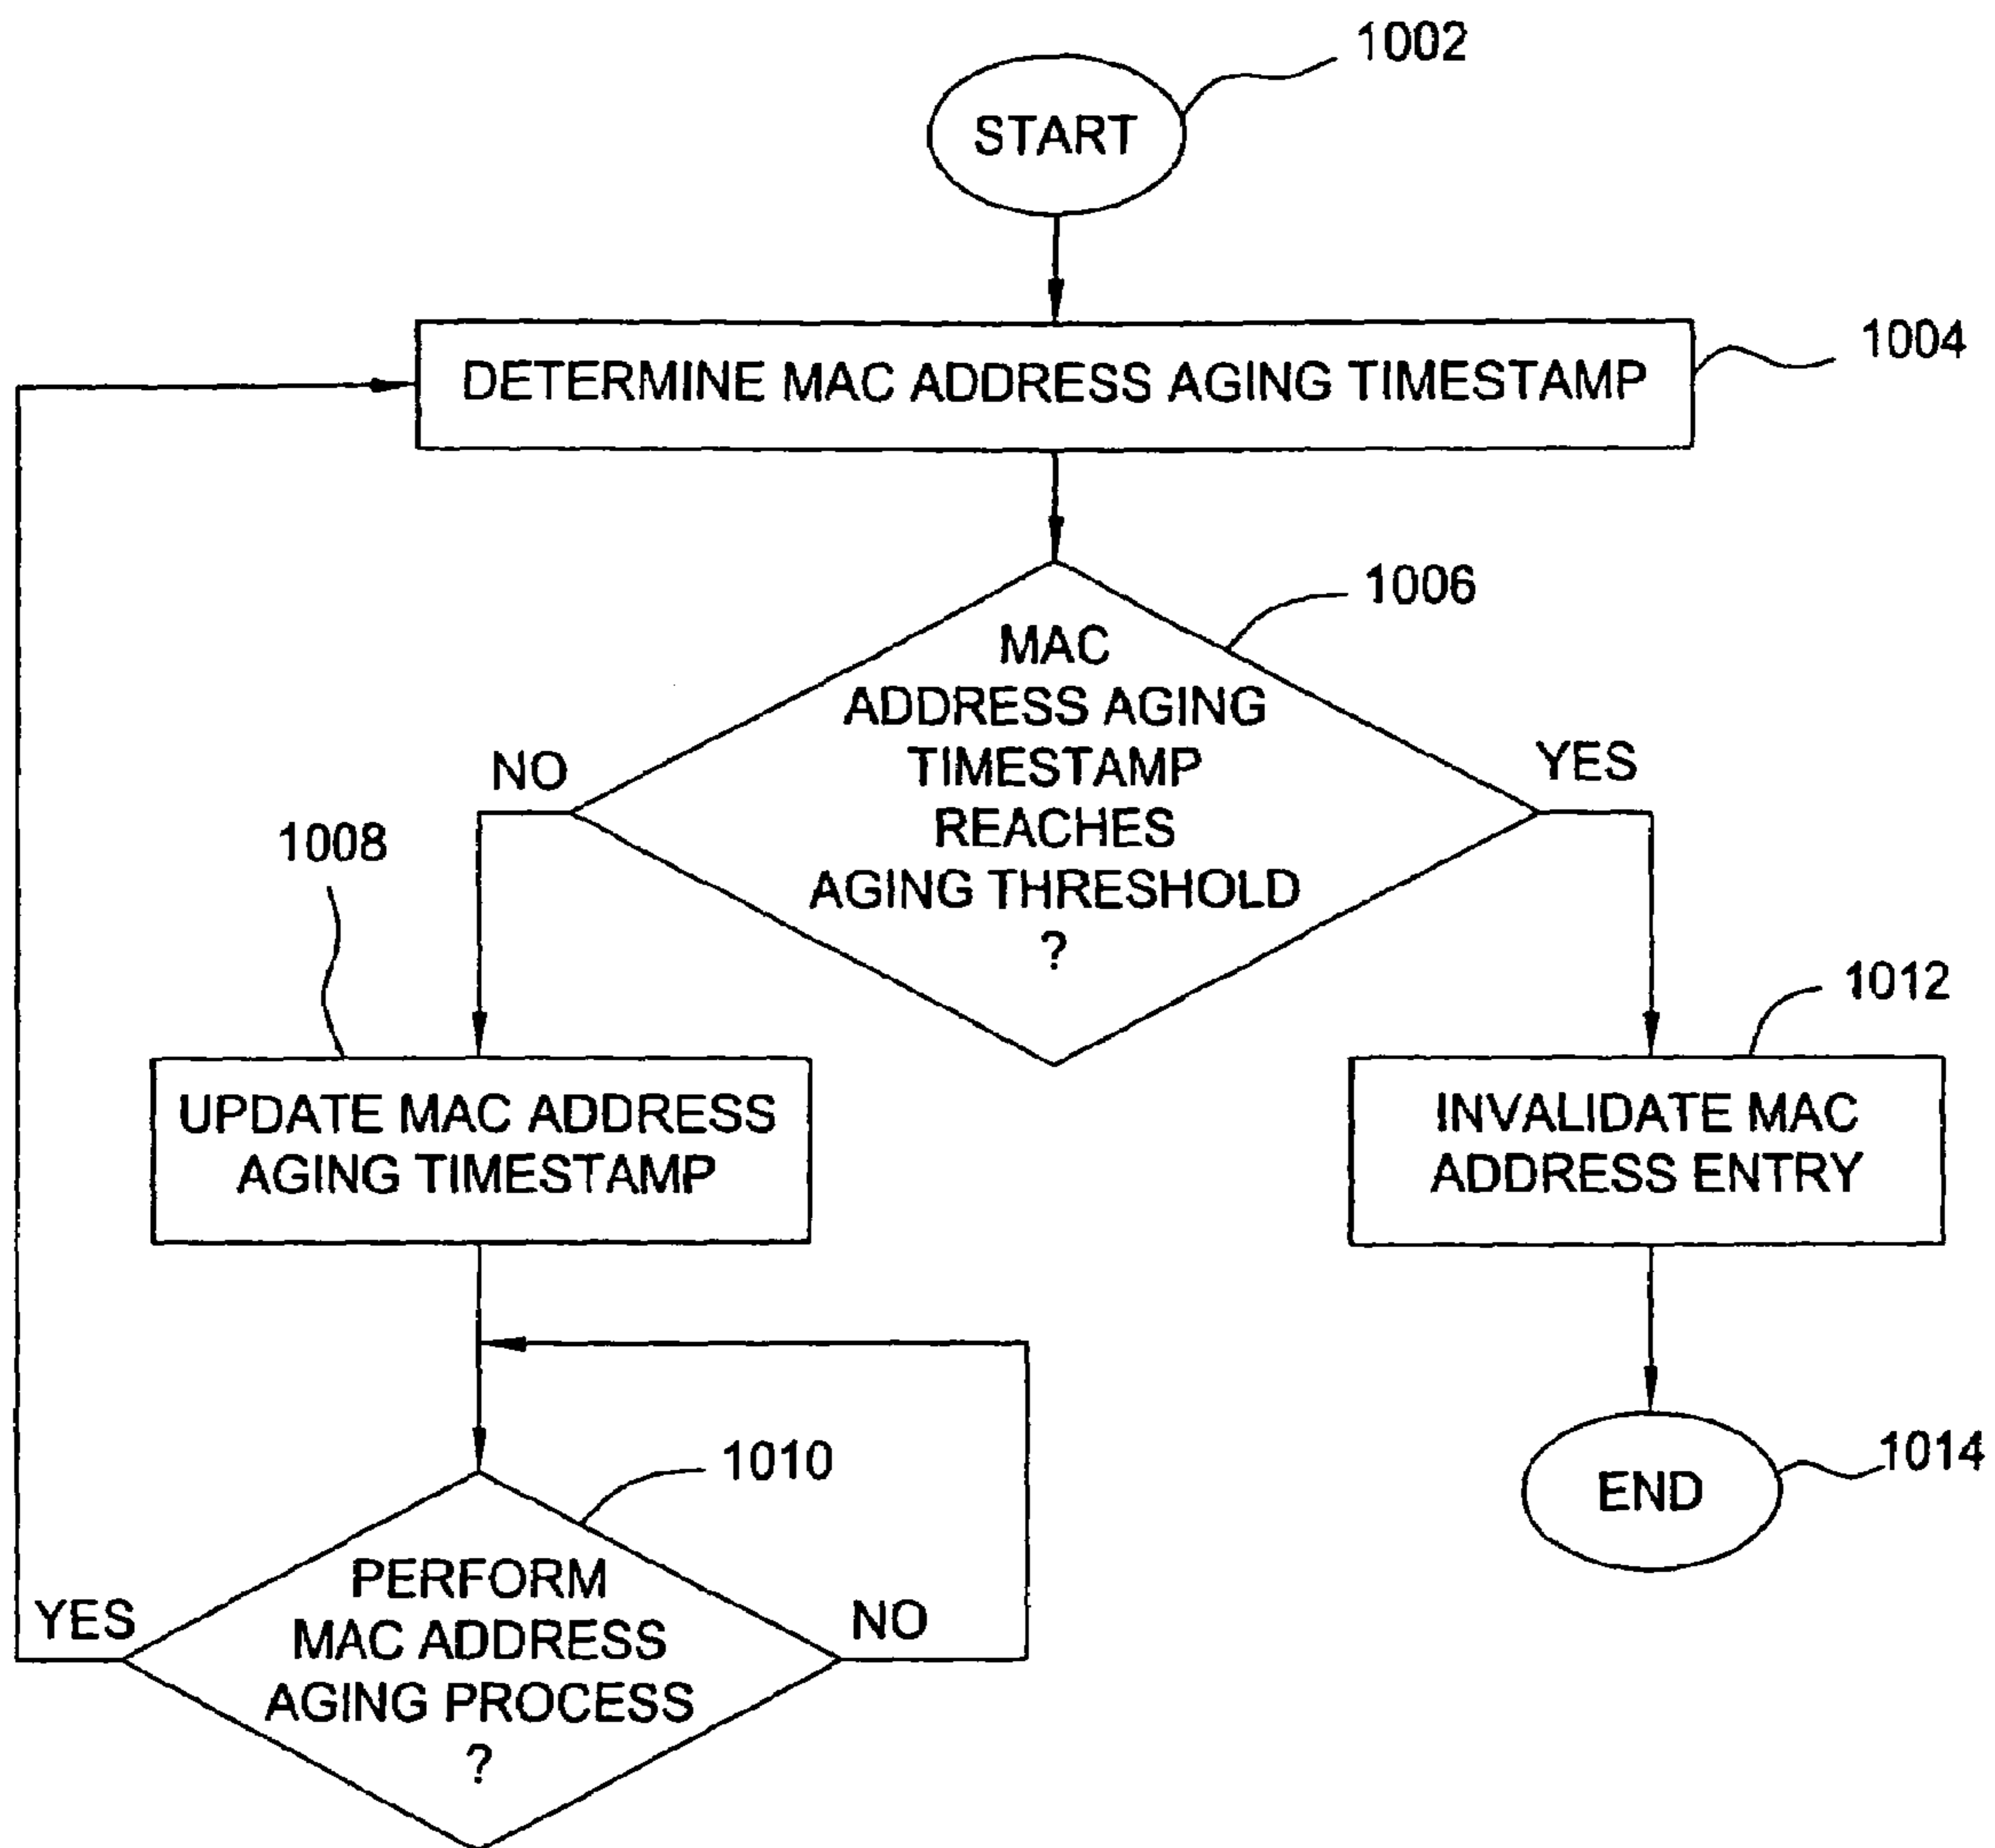 1002
START
1004
DETERMINE MAC ADDRESS AGING TIMESTAMP
1006
MAC
ADDRESS AGING
TIMESTAMP
REACHES
AGING THRESHOLD
?
NO
YES
1008
UPDATE MAC ADDRESS
AGING TIMESTAMP
1012
INVALIDATE MAC
ADDRESS ENTRY
1010
PERFORM
MAC ADDRESS
AGING PROCESS
?
YES
NO
1014
END